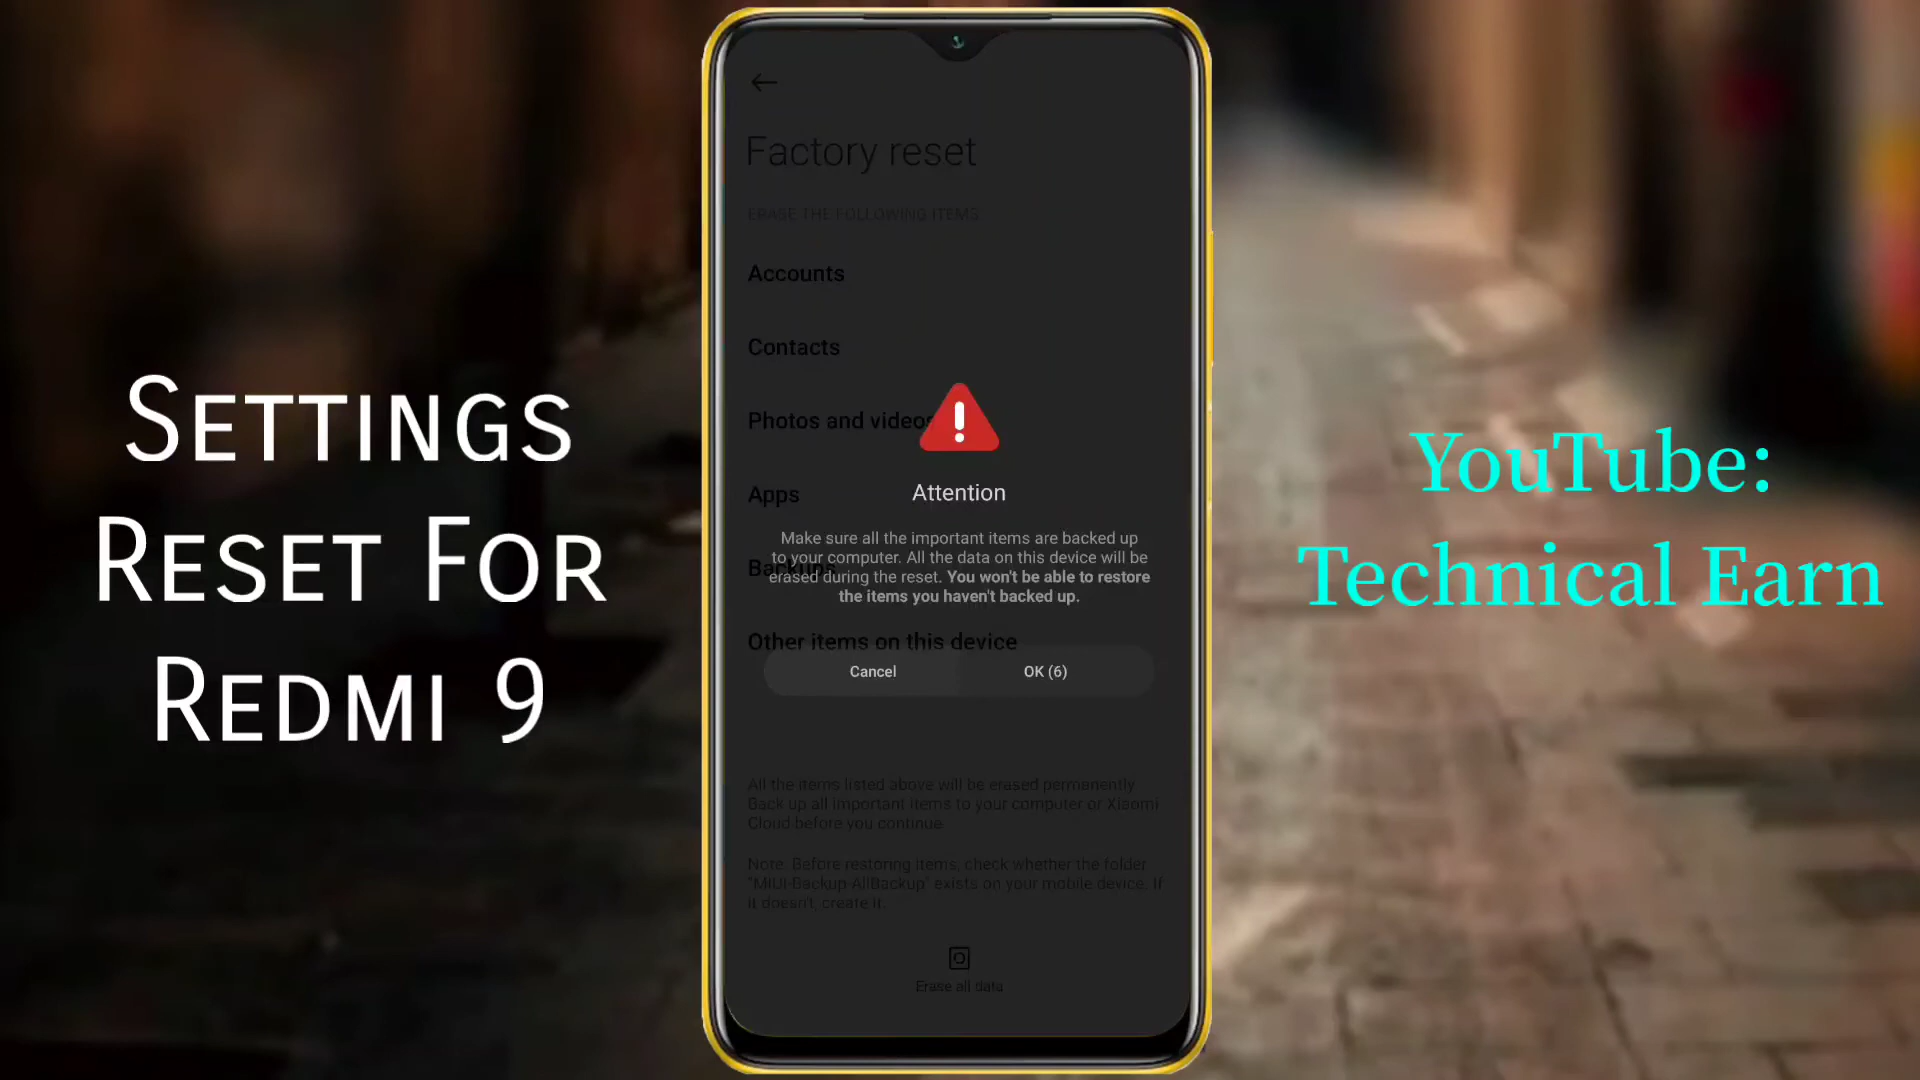 SETTINGS
RESET FOR
REDMI 9
Factory reset
ERASE THE FOLLOWING ITEMS
Accounts
Contacts
Photos and videos
Apps
Attention
Make sure all the important items are backed up
to your computer. All the data on this device will be
Backups
erased during the reset. You won't be able to restore
the items you haven't backed up.
Other items on this device
Cancel
OK (6)
All the items listed above will be erased permanently
Back up all important items to your computer or Xiaomi
Cloud before you continue
Note: Before restoring items, check whether the folder
"MIUI-Backup-AllBackup" exists on your mobile device. If
it doesn't, create it.
Erase all data
YouTube:
Technical Earn